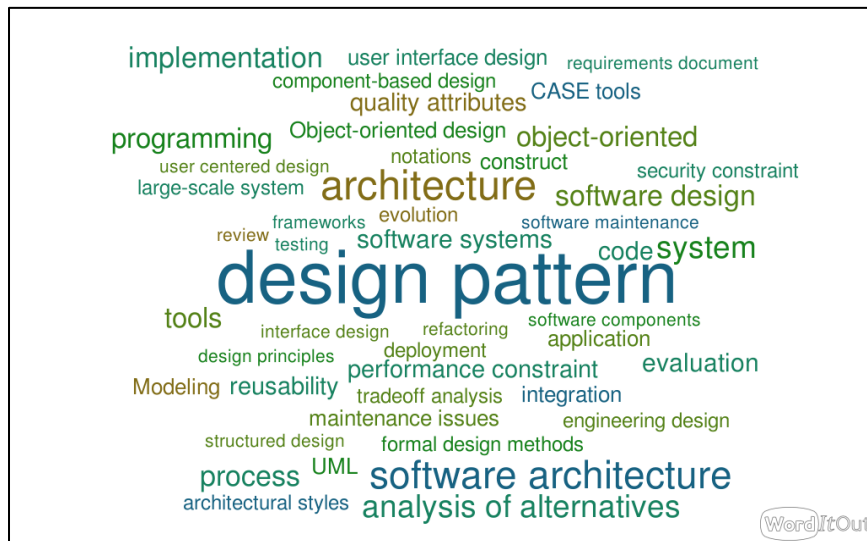 implementation user interface design requirements document
component-based design CASE tools
quality attributes
programming Object-oriented design object-oriented
notations construct
user centered design security constraint
large-scale system architecture software design
frameworks evolution software maintenance
review testing software systems code system
design pattern
tools interface design refactoring software components
deployment application
design principles performance constraint evaluation
Modeling reusability tradeoff analysis integration
maintenance issues engineering design
structured design formal design methods
process UML software architecture
architectural styles analysis of alternatives
WordItOut